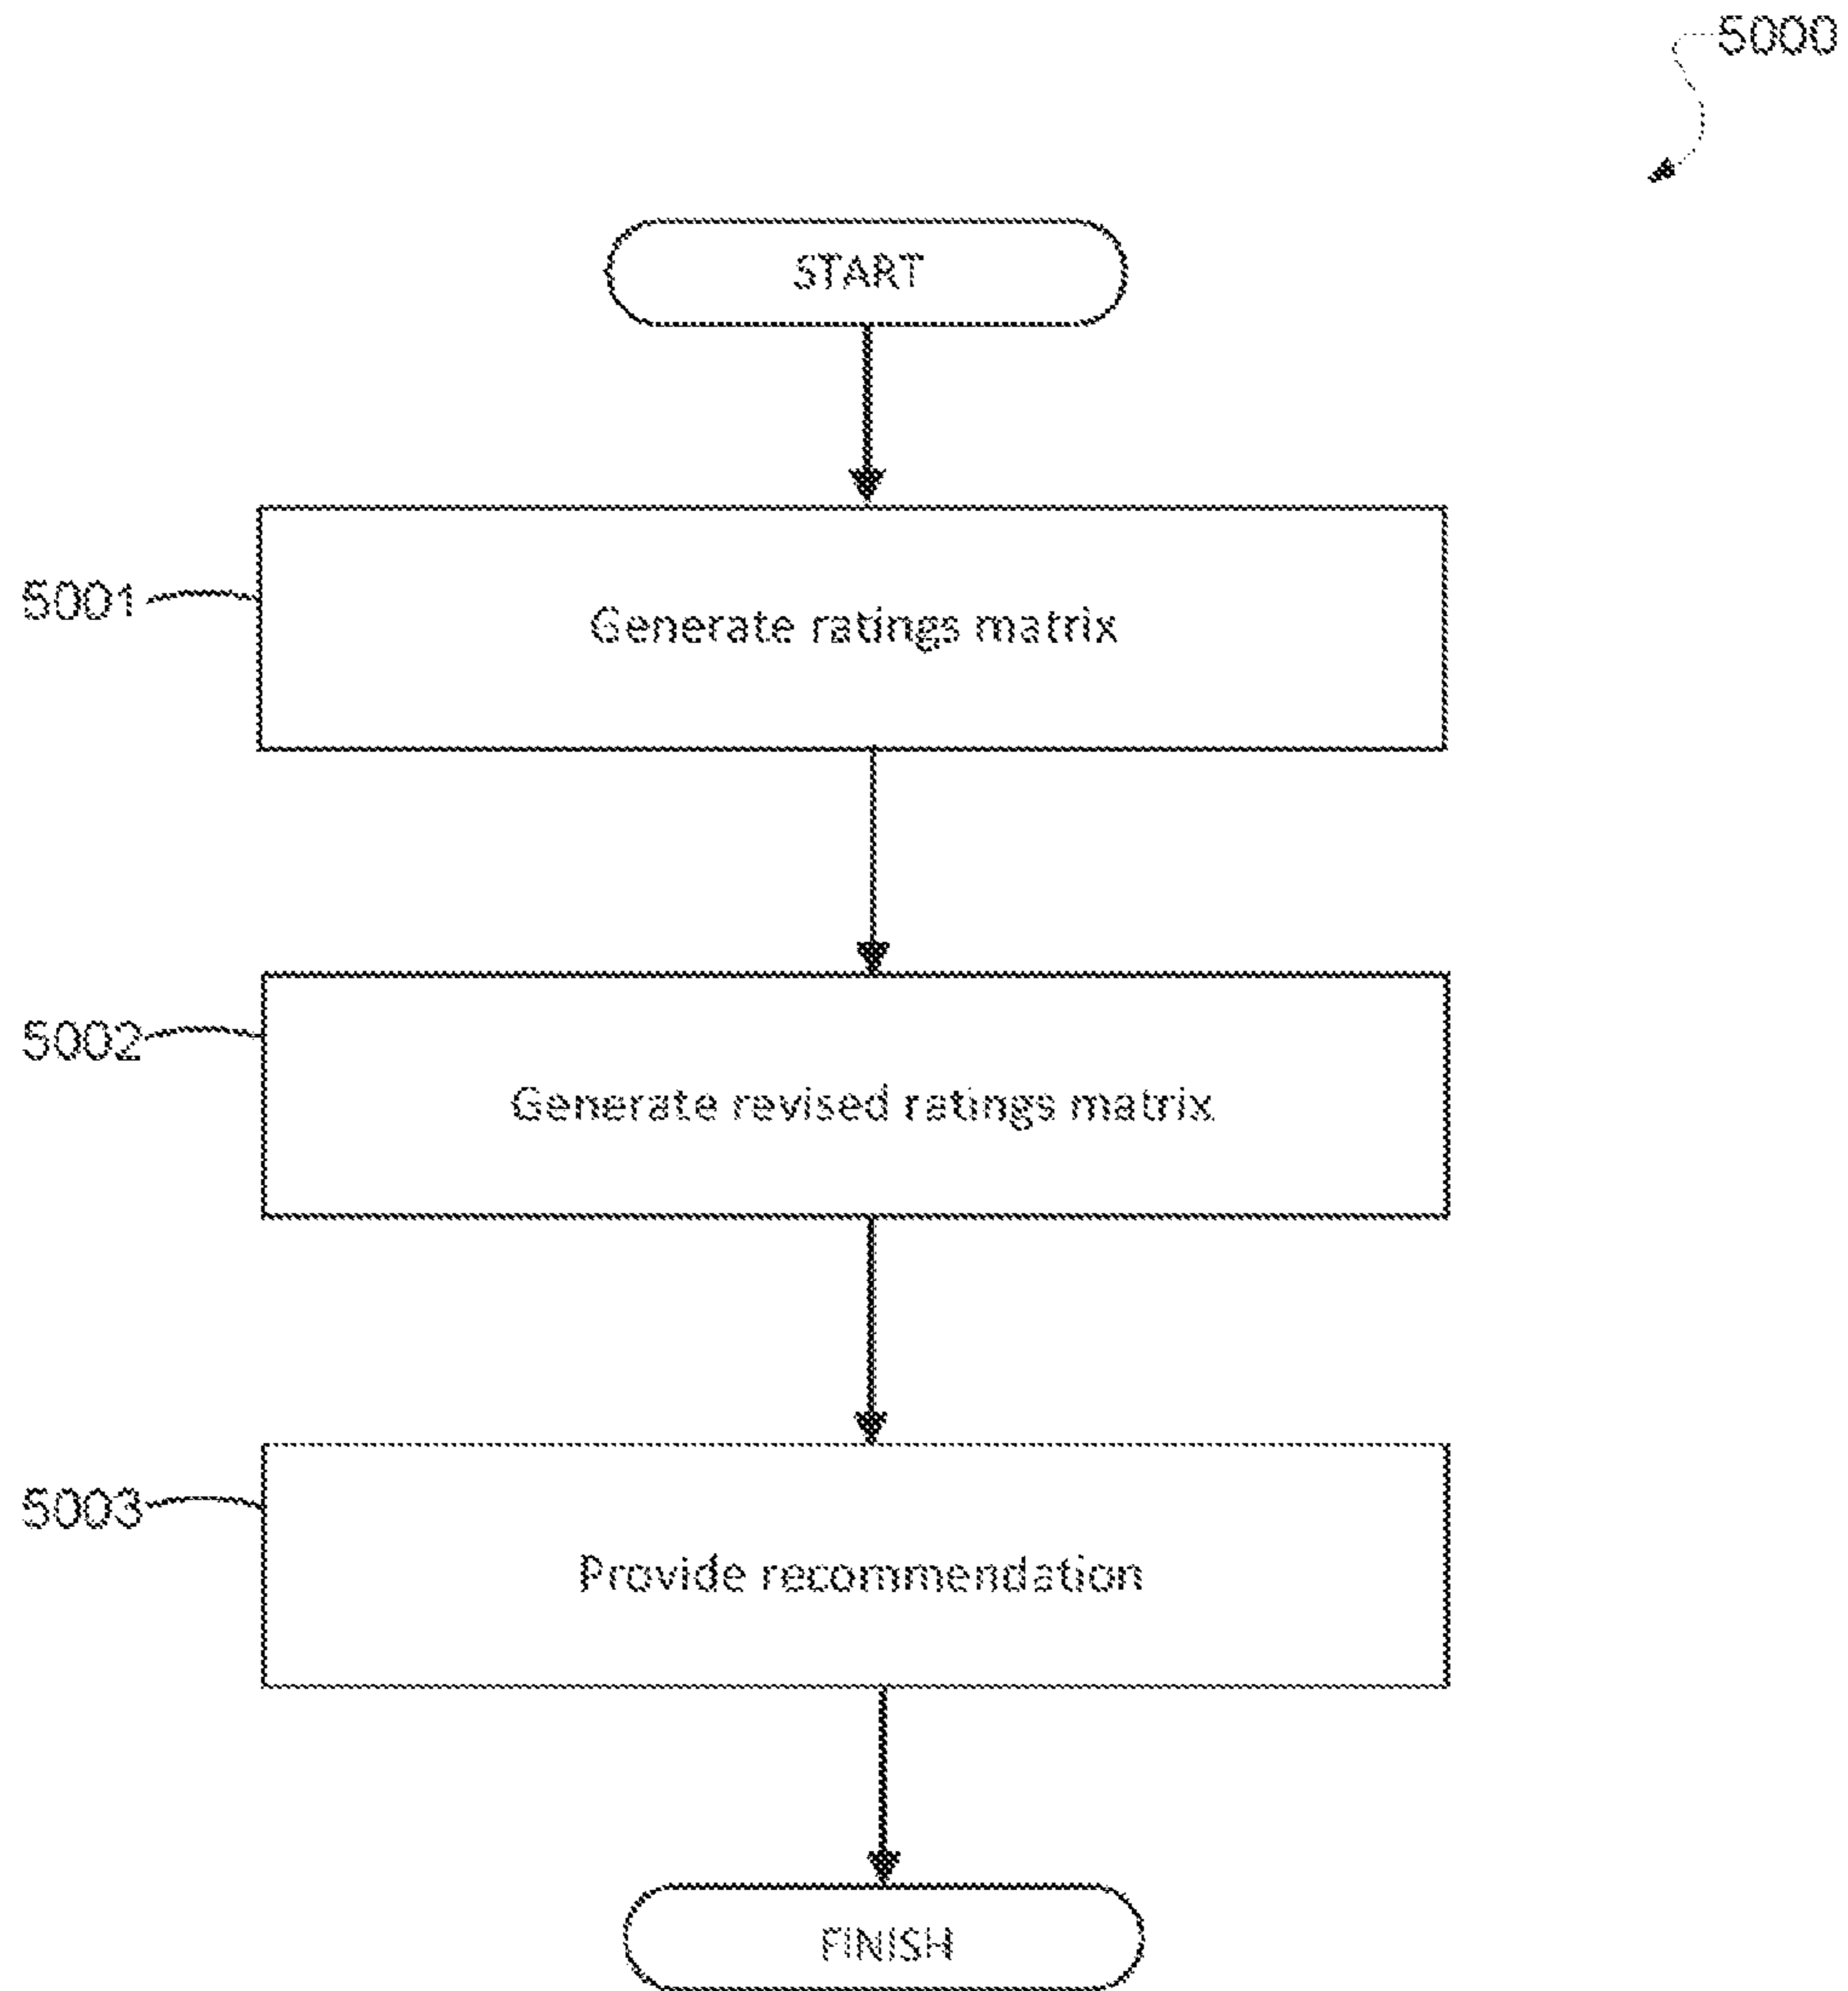 5000
START
5001
Generate ratings matrix
5002
Generate revised ratings matrix
5003
Provide recommendation
FINISH